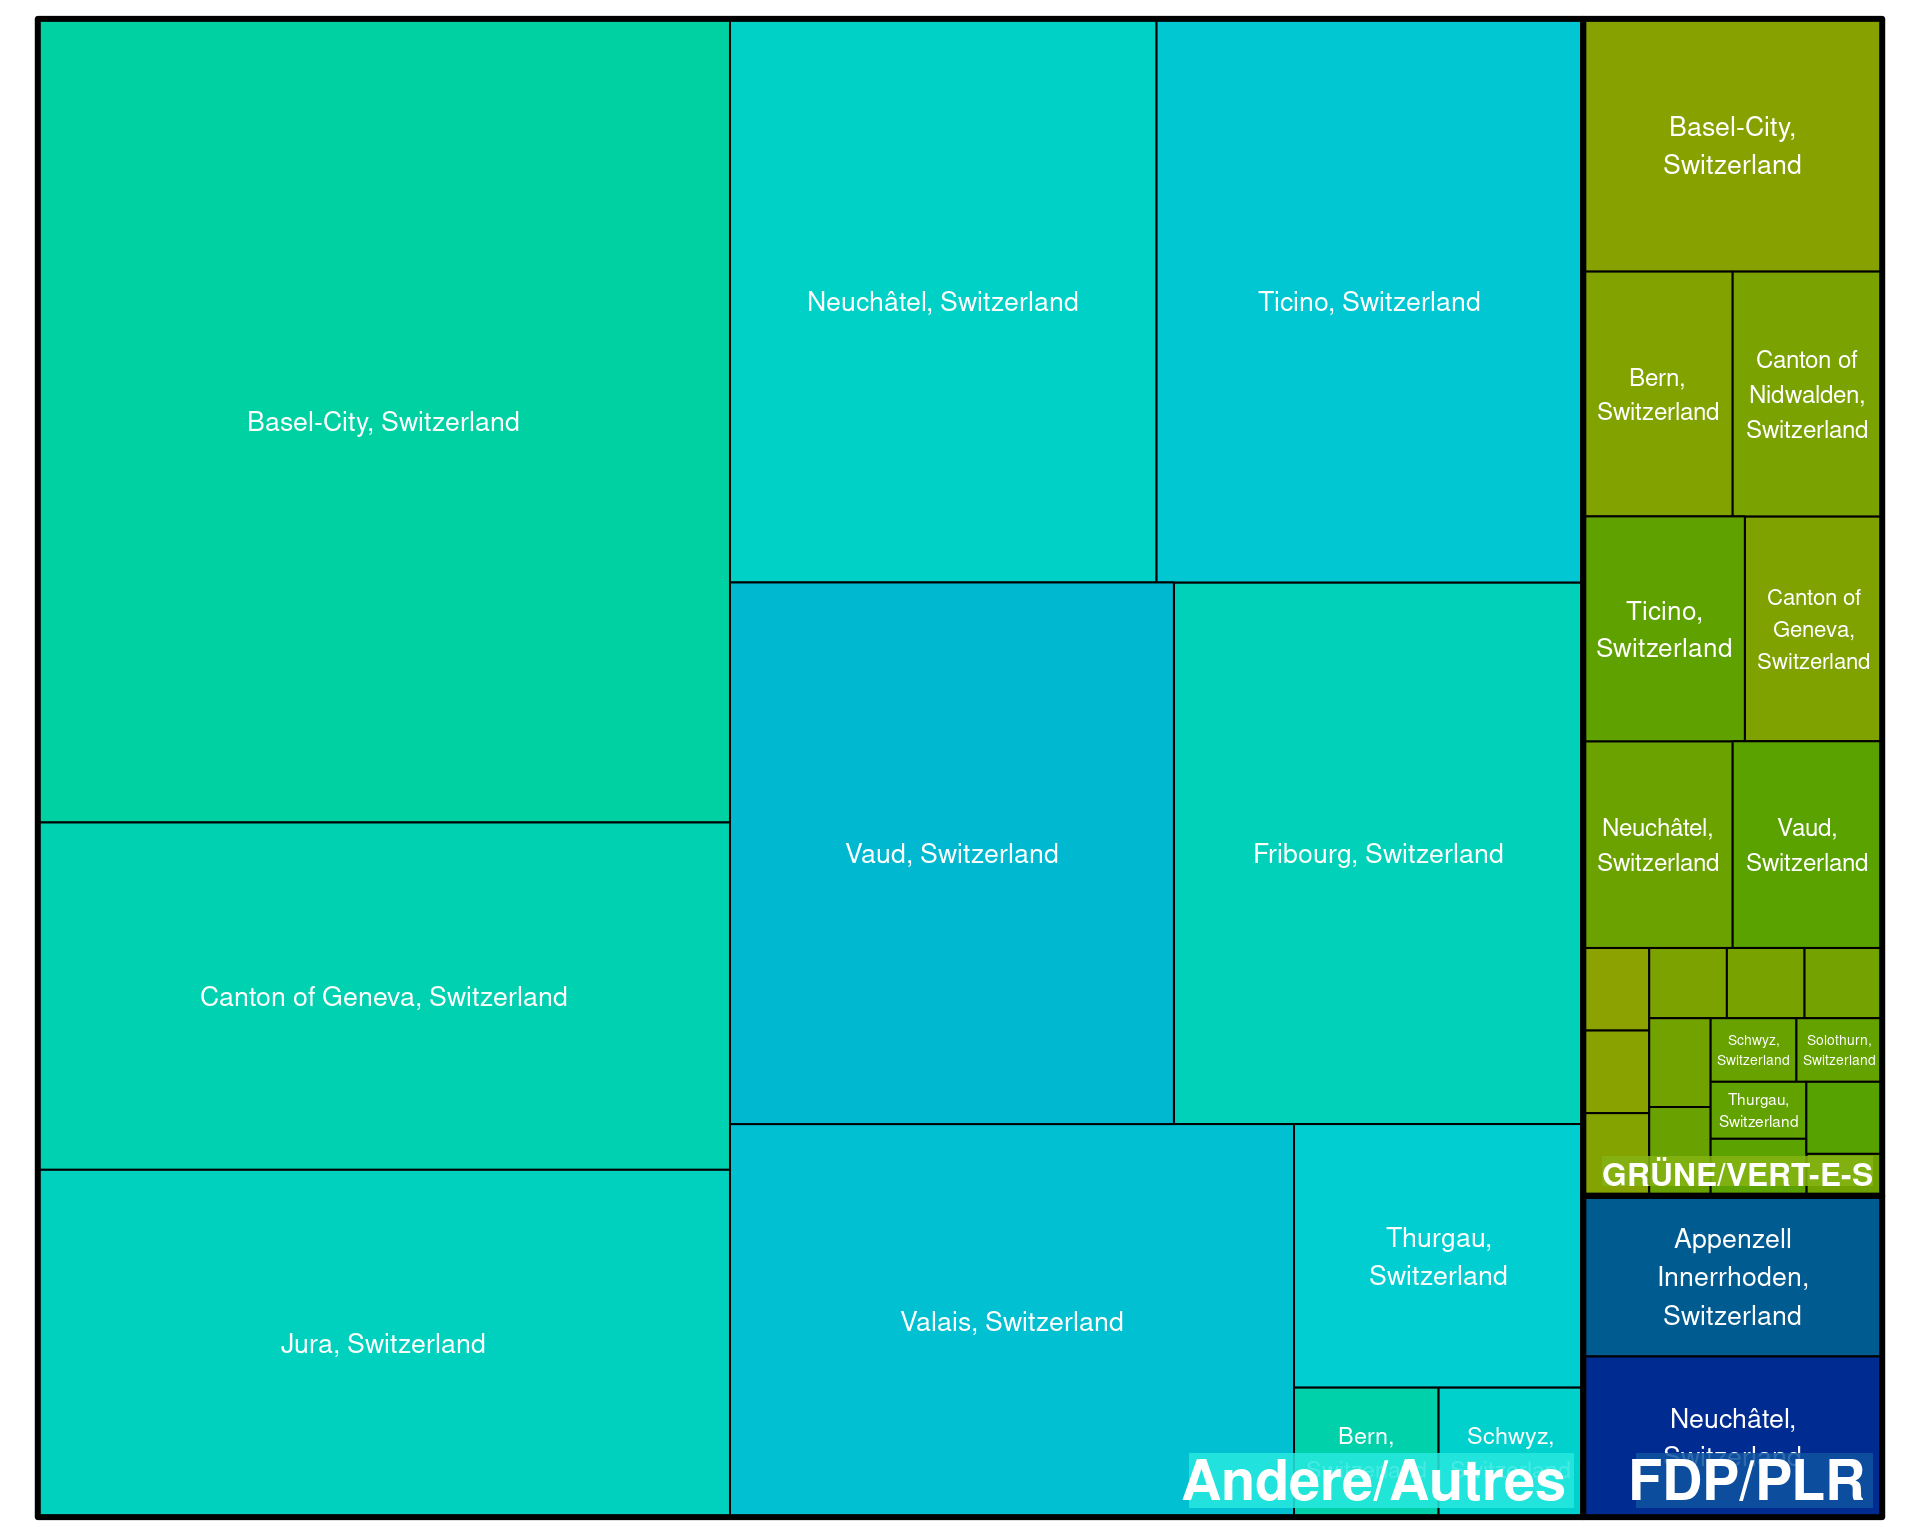 Basel-City, Switzerland
Canton of Geneva, Switzerland
Jura, Switzerland
Neuchâtel, Switzerland
Ticino, Switzerland
Vaud, Switzerland
Fribourg, Switzerland
Valais, Switzerland
Thurgau,
Switzerland
Bern,
Schwyz,
Andere/Autres
Basel-City,
Switzerland
Bern,
Switzerland
Canton of
Nidwalden,
Switzerland
Ticino,
Switzerland
Canton of
Geneva,
Switzerland
Neuchâtel,
Switzerland
Vaud,
Switzerland
Schwyz,
Switzerland
Solothurn,
Switzerland
Thurgau,
Switzerland
GRÜNE/VERT-E-S
Appenzell
Innerrhoden,
Switzerland
Neuchâtel,
Switzerland
FDP/PLR